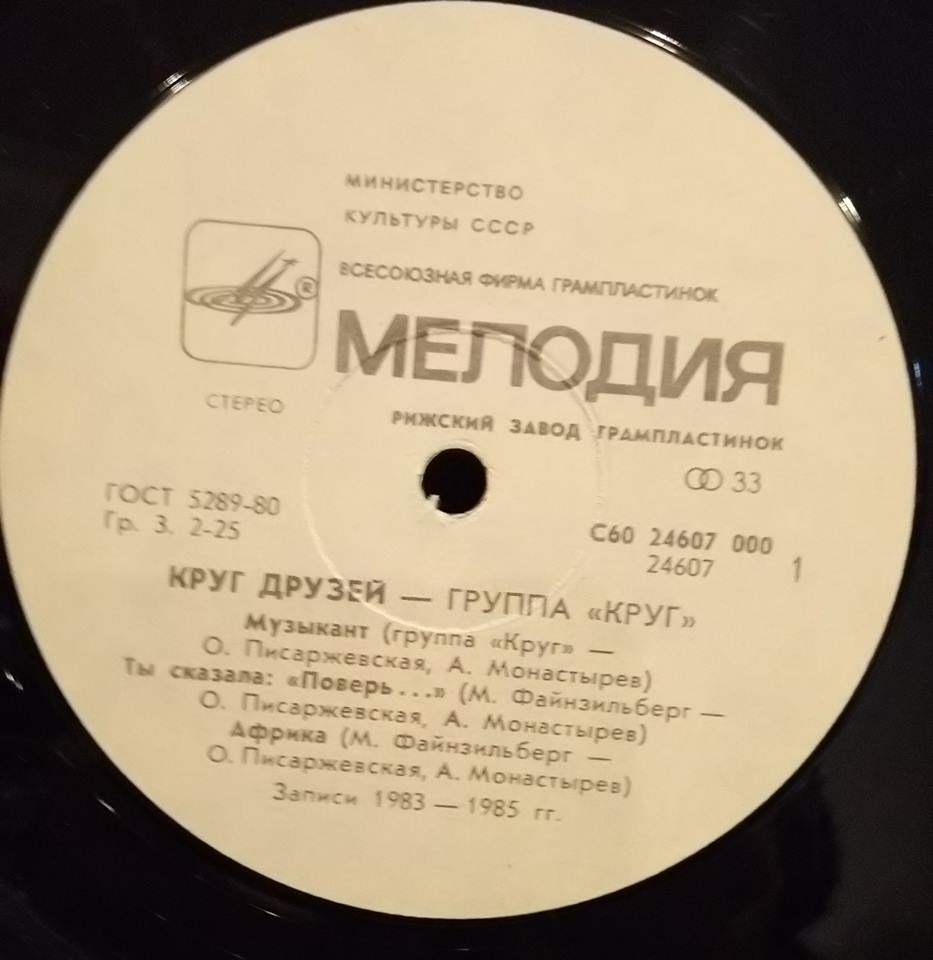 МИНИСТЕРСТВО
КУЛЬТУРЫ СССР
ВСЕСОЮЗНАЯ ФИРМА ГРАМПЛАСТИНОК
®
МЕЛОДИЯ
СТЕРЕО
РИЖСКИЙ ЗАВОД ГРАМПЛАСТИНОК
33
ГОСТ 5289-80
Гр. 3. 2-25
С60 24607 000
24607
1
КРУГ ДРУЗЕЙ — ГРУППА «КРУГ»
Музыкант (группа «Круг» —
О. Писаржевская, А. Монастырев)
Ты сказала: «Поверь...» (М. Файнзильберг —
О. Писаржевская, А. Монастырев)
Африка (М. Файнзильберг —
О. Писаржевская, А. Монастырев)
Записи 1983 — 1985 гг.